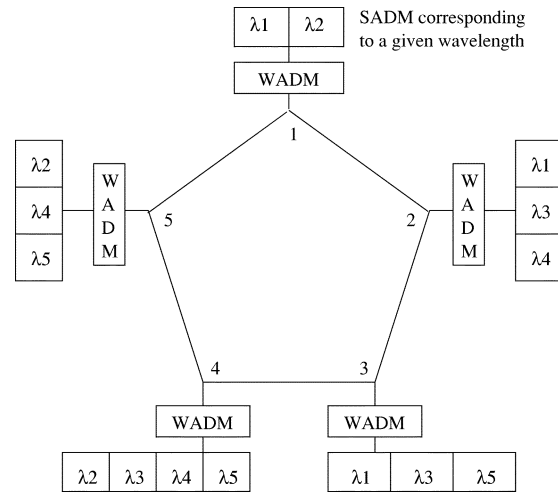 λ1 λ2
SADM corresponding
to a given wavelength
WADM
1
λ2
λ4
λ5
W
A
D
M
5
2
W
A
D
M
λ1
λ3
λ4
4
3
WADM
WADM
λ2 λ3 λ4 λ5
λ1 λ3 λ5